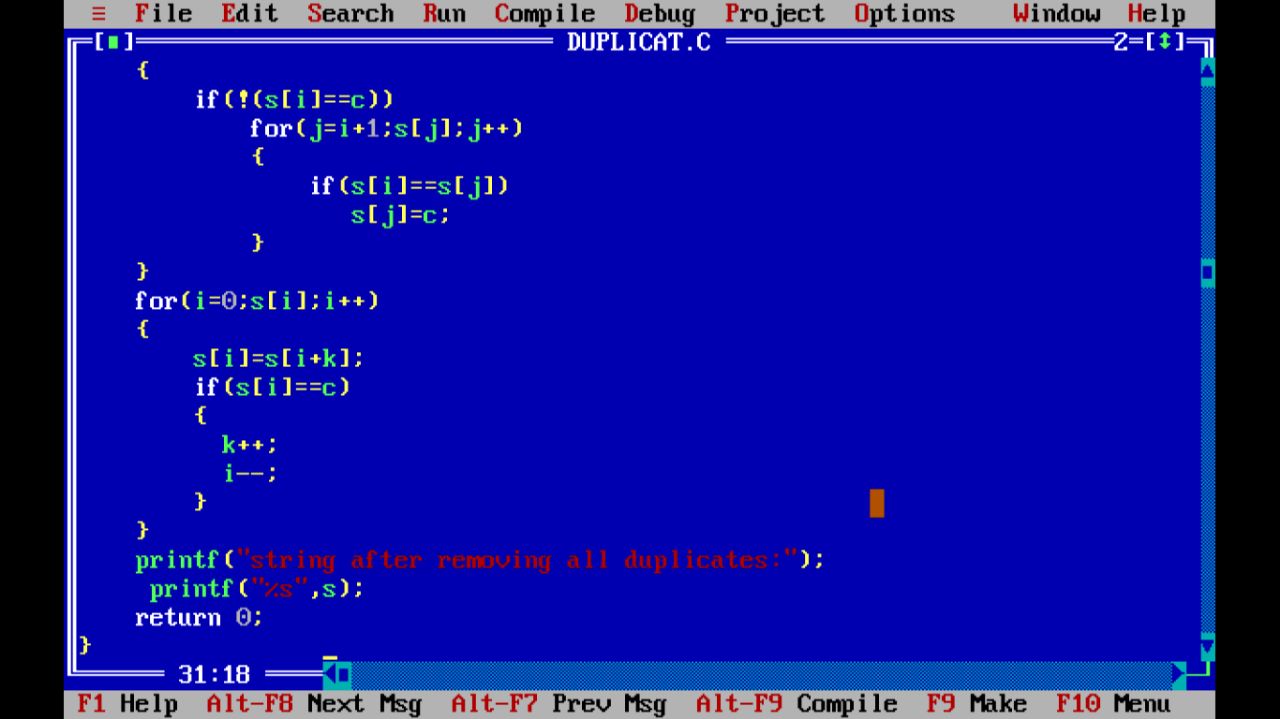 ≡ File Edit Search Run Compile Debug Project Options Window Help
[■] DUPLICAT.C 2=[↕]
{
if(!(s[i]==c))
for(j=i+1;s[j];j++)
{
if(s[i]==s[j])
s[j]=c;
}
}
for(i=0;s[i];i++)
{
s[i]=s[i+k];
if(s[i]==c)
{
k++;
i--;
}
}
printf("string after removing all duplicates:");
printf("%s",s);
return 0;
}
31:18
F1 Help Alt-F8 Next Msg Alt-F7 Prev Msg Alt-F9 Compile F9 Make F10 Menu